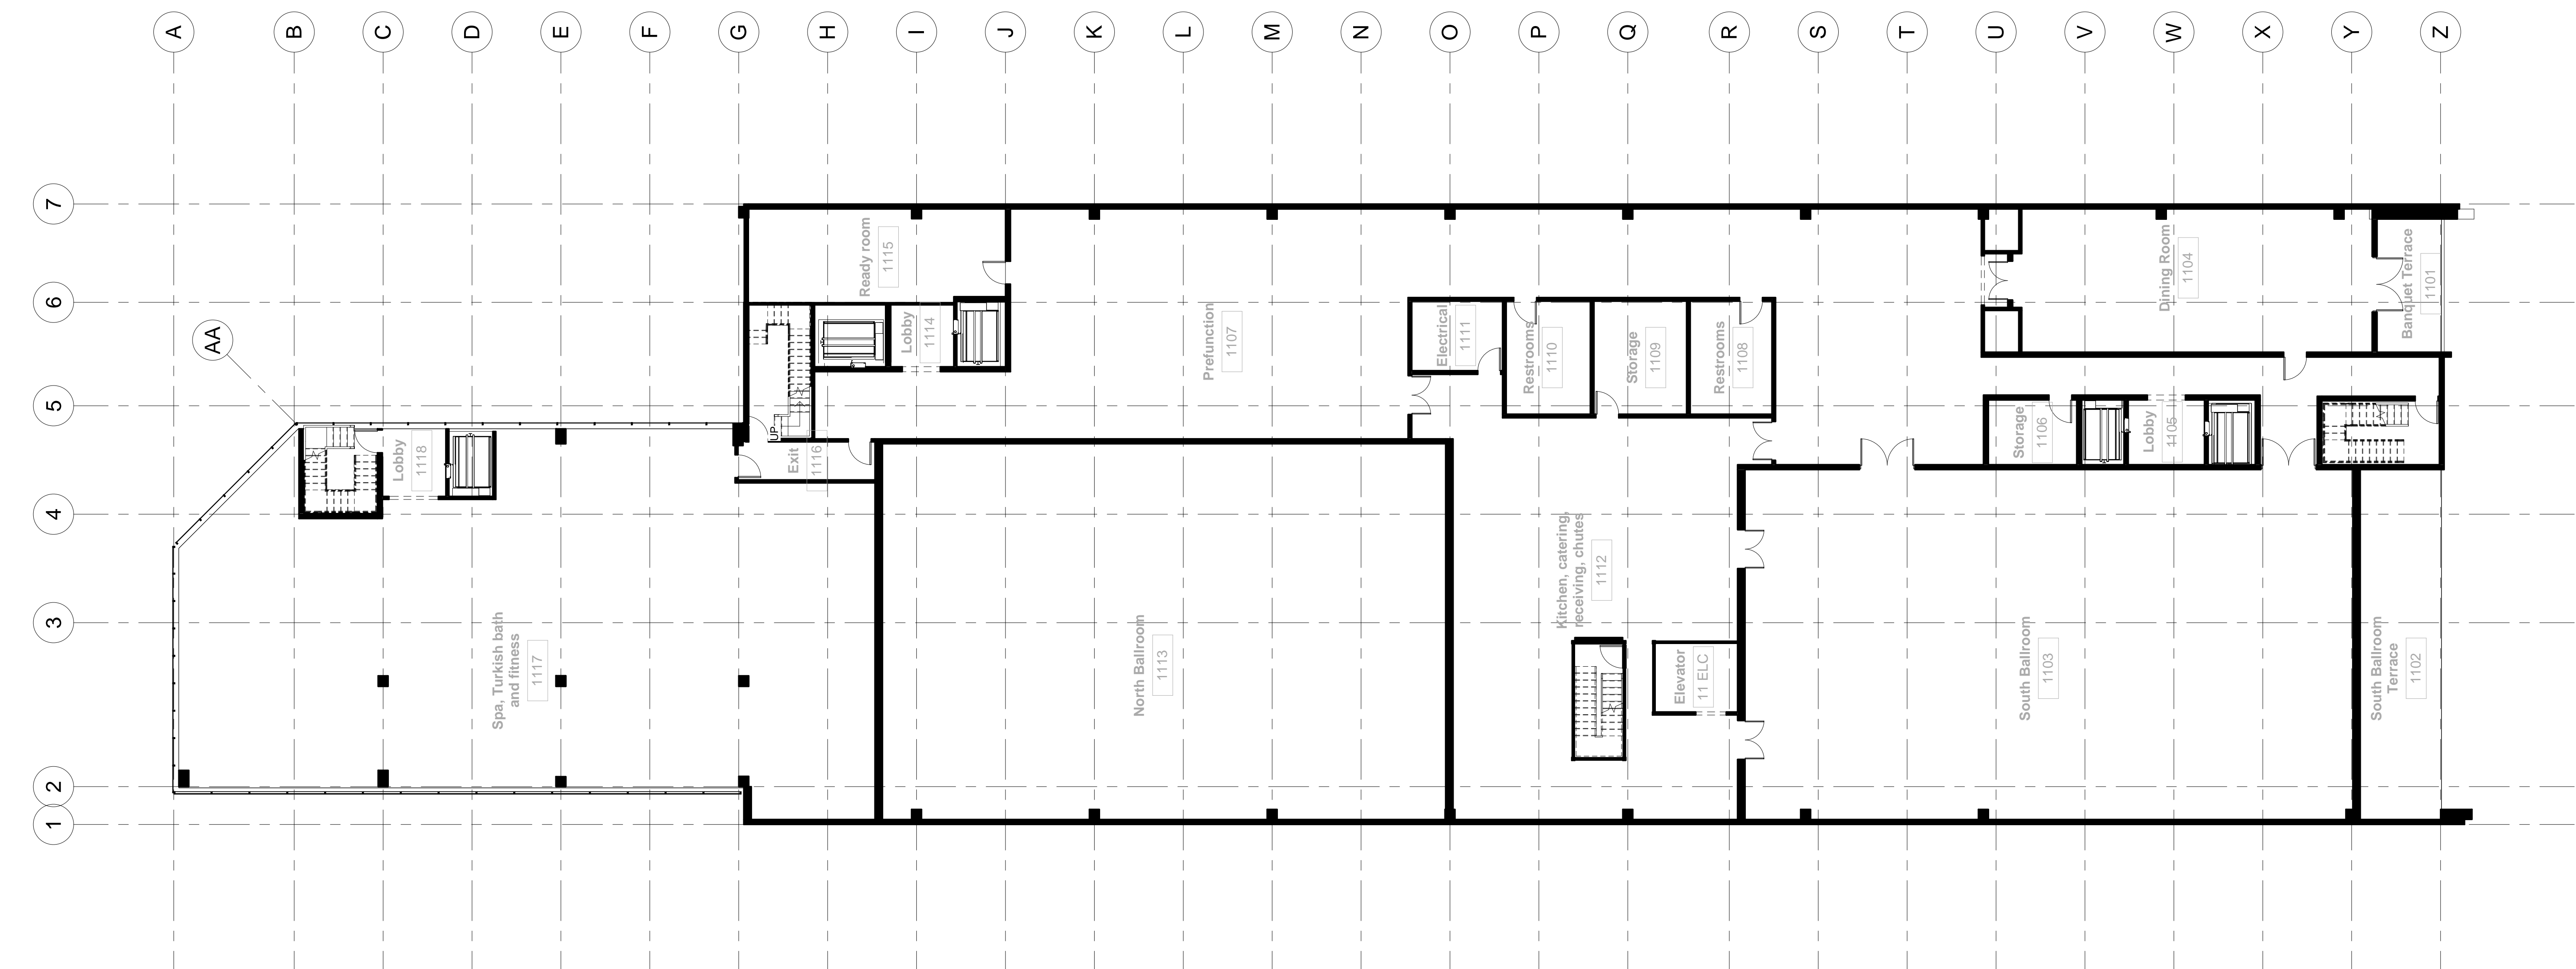 A
B
C
D
E
F
G
H
I
J
K
L
M
N
O
P
Q
R
S
T
U
V
W
X
Y
Z
7
6
AA
5
4
3
2
1
Ready room
1115
Lobby
1114
UP
Exit
1116
Lobby
1118
Spa, Turkish bath
and fitness
1117
Prefunction
1107
North Ballroom
1113
Electrical
1111
Restrooms
1110
Storage
1109
Restrooms
1108
Kitchen, catering,
receiving, chutes
1112
Elevator
11 ELC
Dining Room
1104
Banquet Terrace
1101
Storage
1106
Lobby
1105
South Ballroom
1103
South Ballroom
Terrace
1102